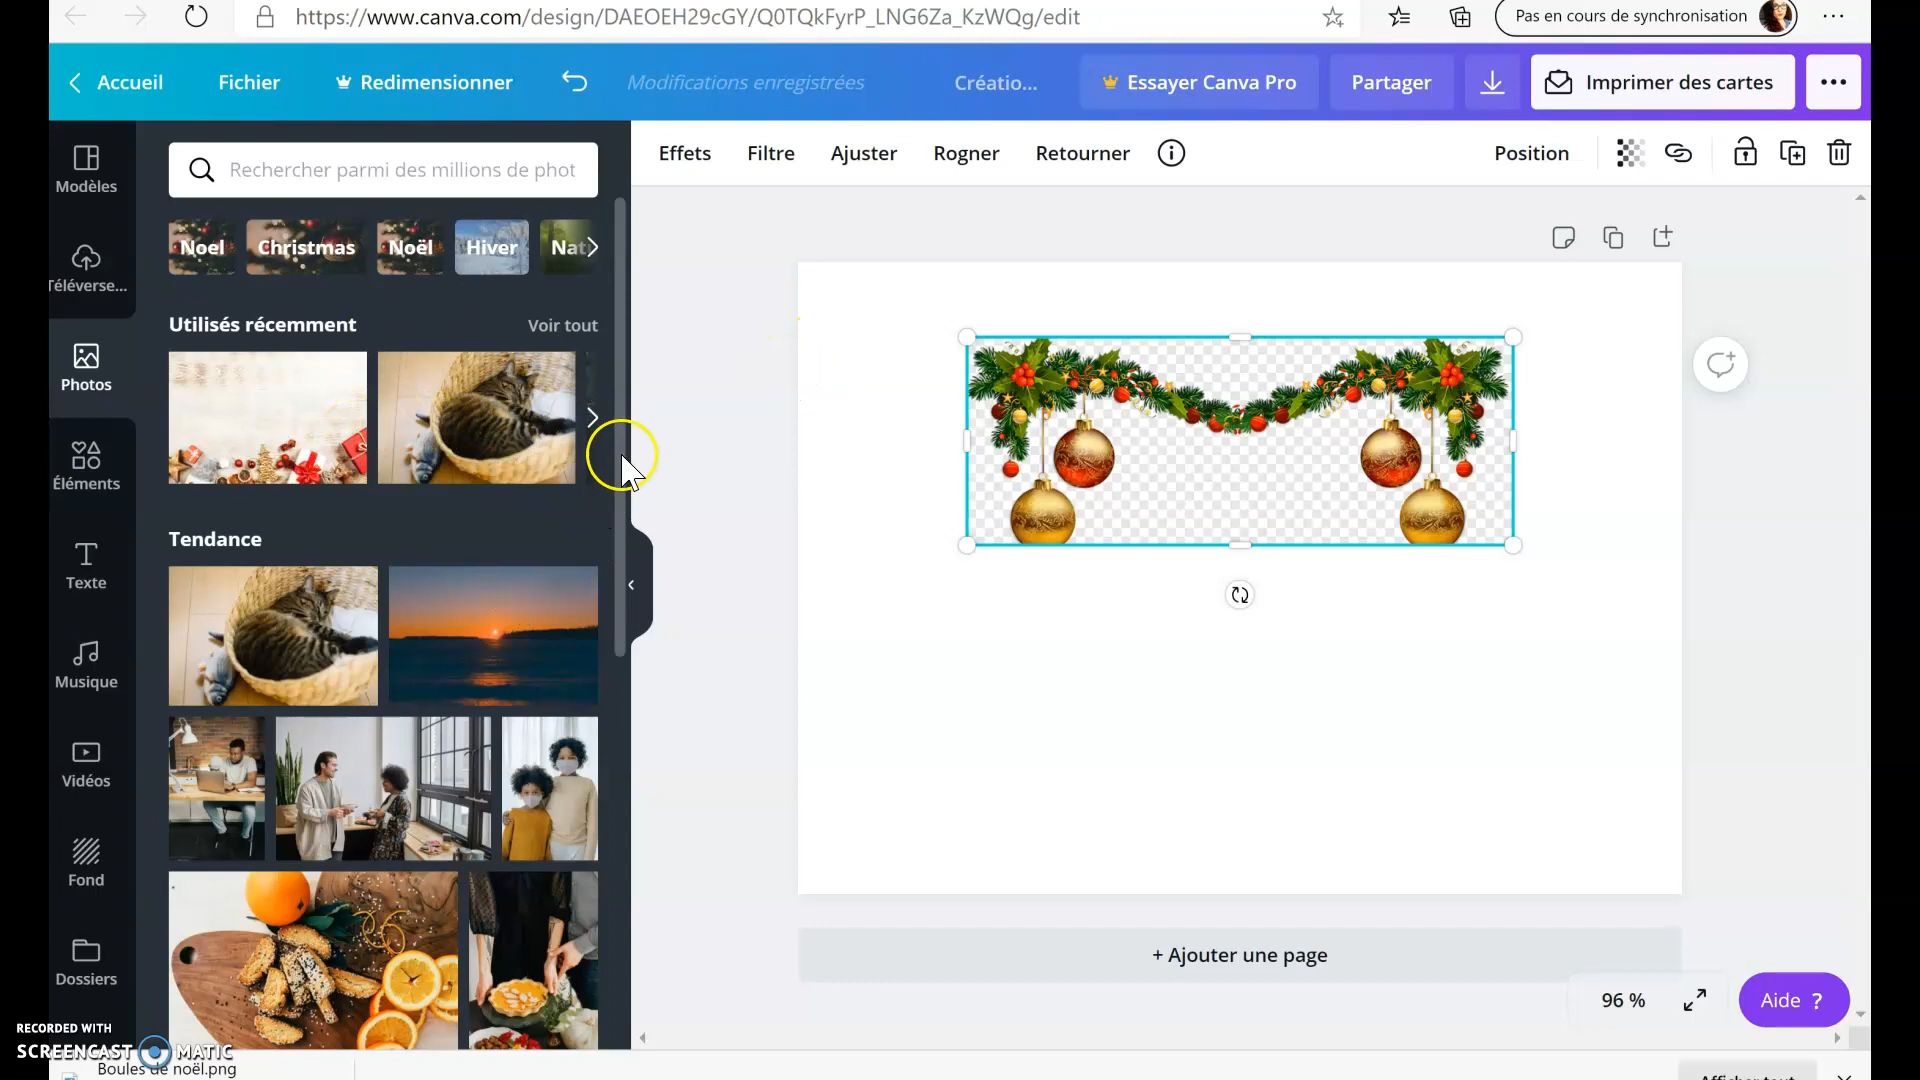 https://www.canva.com/design/DAEOEH29cGY/Q0TQkFyrP_LNG6Za_KzWQg/edit
Pas en cours de synchronisation
Accueil
Fichier
Redimensionner
Modifications enregistrées
Créatio...
Essayer Canva Pro
Partager
Imprimer des cartes
Modèles
Téléverse...
Photos
Éléments
Texte
Musique
Vidéos
Fond
Dossiers
Rechercher parmi des millions de phot
Noel
Christmas
Noël
Hiver
Nat
Utilisés récemment
Voir tout
Tendance
Effets
Filtre
Ajuster
Rogner
Retourner
Position
+ Ajouter une page
96 %
Aide ?
RECORDED WITH
SCREENCAST MATIC
Boules de noël.png
Afficher tout